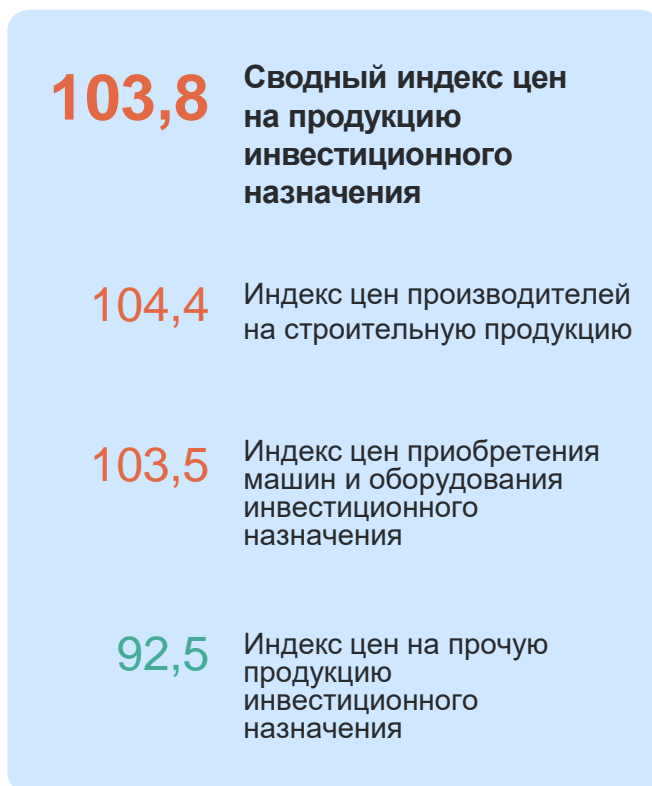 103,8
Сводный индекс цен
на продукцию
инвестиционного
назначения
104,4
Индекс цен производителей
на строительную продукцию
103,5
Индекс цен приобретения
машин и оборудования
инвестиционного
назначения
92,5
Индекс цен на прочую
продукцию
инвестиционного
назначения